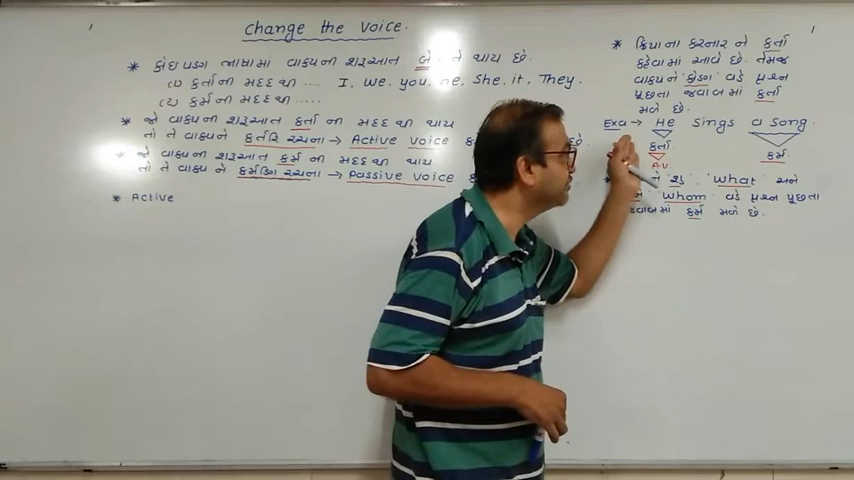 Change the Voice.
* કોઇપણ ભાષામાં વાક્યની શરૂઆત બે તે થાય છે.
(1) કર્તાની મદદથી .... I, We, you, he, She, it, They.
(2) કર્મની મદદથી .....
* જો વાક્યની શરૂઆત કર્તા ની મદદથી થાય
તો તે વાક્યને કર્તરિ રચના → Active voice છે.
* જો વાક્યની શરૂઆત કર્મ ની મદદથી થાય
તો તે વાક્યને કર્મણિ રચના → Passive voice
* Active
* ક્રિયાના કરનાર ને કર્તા
કહેવામાં આવે છે. તેમજ
વાક્યને 'કોણ' વડે પ્રશ્ન
પૂછતા જવાબમાં કર્તા
મળે છે.
Exa → He Sings a Song.
કર્તા કર્મ.
A.V
ને 'શુ' 'What' અને
'Whom' વડે પ્રશ્ન પૂછતા
જવાબમાં કર્મ મળે છે.